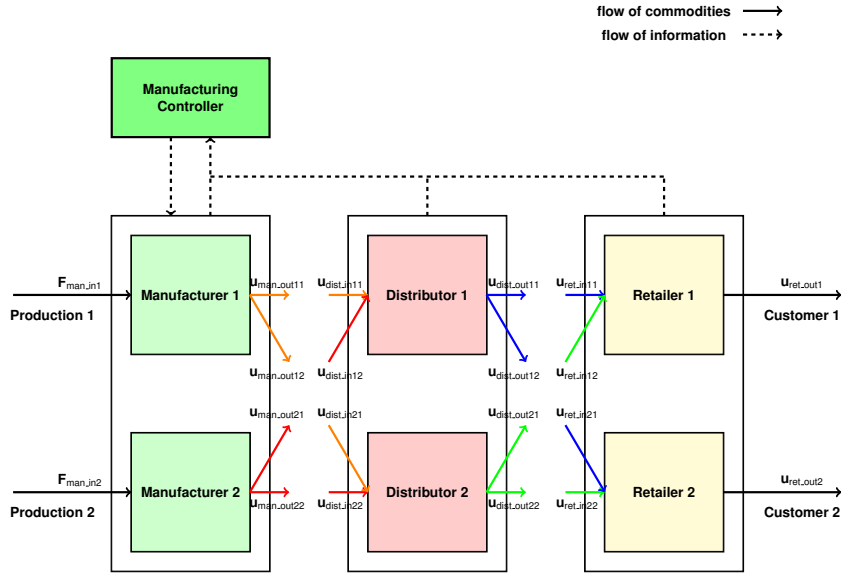 flow of commodities
flow of information
Manufacturing
Controller
F_man_in1
Production 1
Manufacturer 1
u_man_out11
u_man_out12
u_dist_in11
u_dist_in12
Distributor 1
u_dist_out11
u_dist_out12
u_ret_in11
u_ret_in12
Retailer 1
u_ret_out1
Customer 1
F_man_in2
Production 2
Manufacturer 2
u_man_out21
u_man_out22
u_dist_in21
u_dist_in22
Distributor 2
u_dist_out21
u_dist_out22
u_ret_in21
u_ret_in22
Retailer 2
u_ret_out2
Customer 2